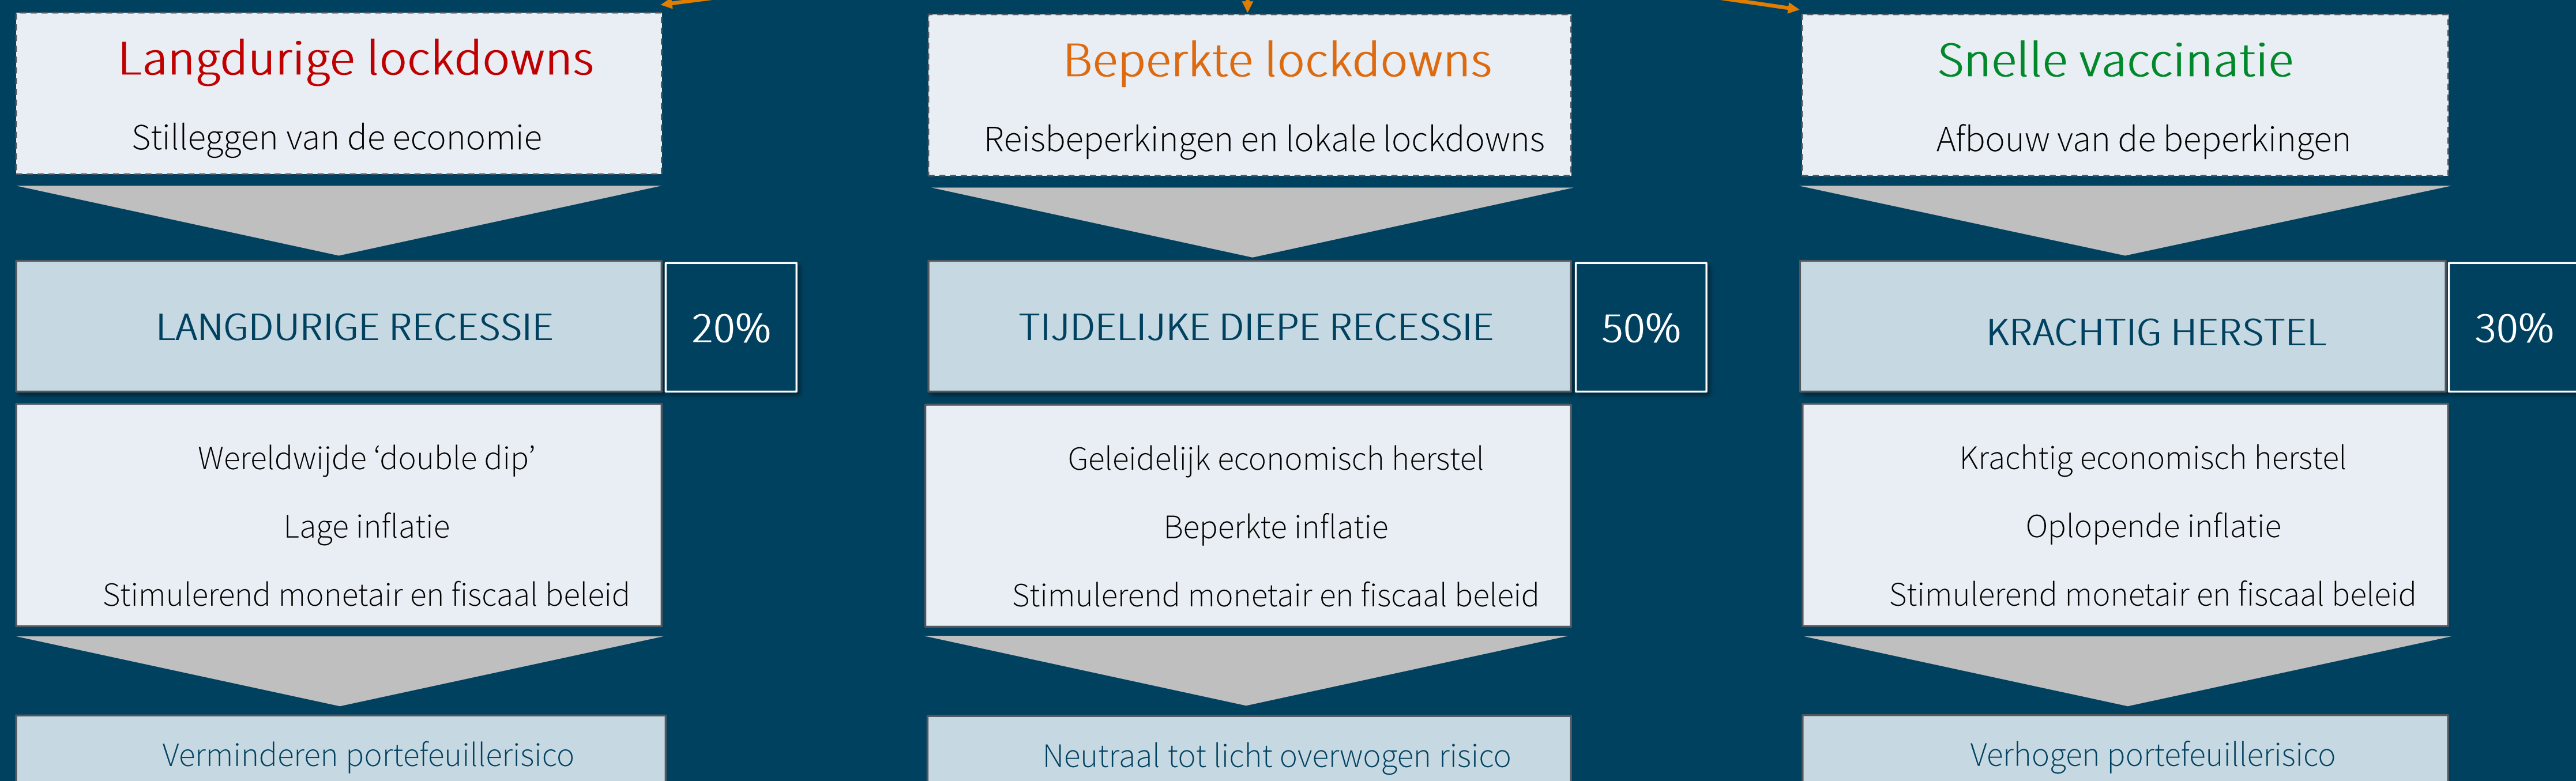 Langdurige lockdowns
Stilleggen van de economie
LANGDURIGE RECESSIE
20%
Wereldwijde ‘double dip’
Lage inflatie
Stimulerend monetair en fiscaal beleid
Verminderen portefeuillerisico
Beperkte lockdowns
Reisbeperkingen en lokale lockdowns
TIJDELIJKE DIEPE RECESSIE
50%
Geleidelijk economisch herstel
Beperkte inflatie
Stimulerend monetair en fiscaal beleid
Neutraal tot licht overwogen risico
Snelle vaccinatie
Afbouw van de beperkingen
KRACHTIG HERSTEL
30%
Krachtig economisch herstel
Oplopende inflatie
Stimulerend monetair en fiscaal beleid
Verhogen portefeuillerisico